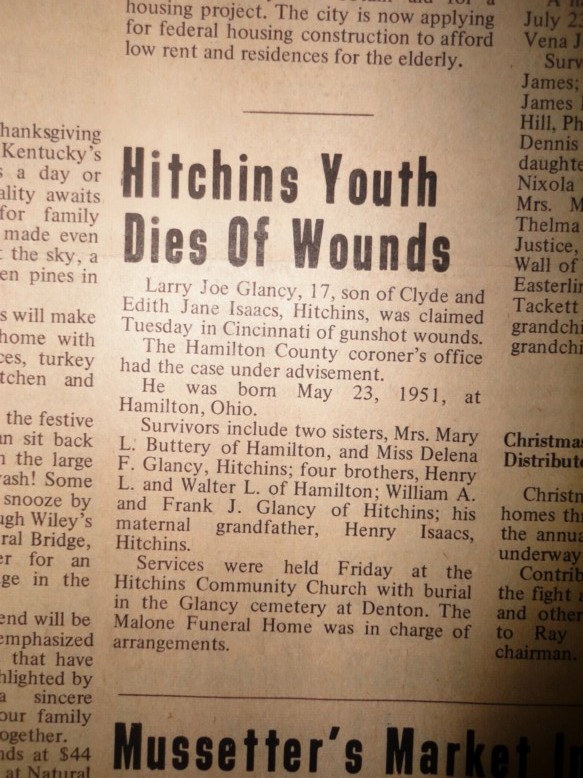 housing project. The city is now applying
for federal housing construction to afford
low rent and residences for the elderly.
Hitchins Youth
Dies Of Wounds
Larry Joe Glancy, 17, son of Clyde and
Edith Jane Isaacs, Hitchins, was claimed
Tuesday in Cincinnati of gunshot wounds.
The Hamilton County coroner's office
had the case under advisement.
He was born May 23, 1951, at
Hamilton, Ohio.
Survivors include two sisters, Mrs. Mary
L. Buttery of Hamilton, and Miss Delena
F. Glancy, Hitchins; four brothers, Henry
L. and Walter L. of Hamilton; William A.
and Frank J. Glancy of Hitchins; his
maternal grandfather, Henry Isaacs,
Hitchins.
Services were held Friday at the
Hitchins Community Church with burial
in the Glancy cemetery at Denton. The
Malone Funeral Home was in charge of
arrangements.
Mussetter's Market
hanksgiving
Kentucky's
s a day or
ality awaits
for family
made even
t the sky, a
en pines in
s will make
home with
ces, turkey
tchen and
the festive
an sit back
n the large
rash! Some
snooze by
ugh Wiley's
ral Bridge,
er for an
ge in the
end will be
emphasized
that have
hlighted by
a sincere
our family
ogether.
nds at $44
at Natural
July 2
Vena J
Surv
James;
James
Hill, Ph
Dennis
daughte
Nixola
Mrs. M
Thelma
Justice,
Wall of
Easterlin
Tackett
grandchi
grandchi
Christma
Distribut
Christm
homes th
the annua
underway
Contrib
the fight a
and other
to Ray
chairman.